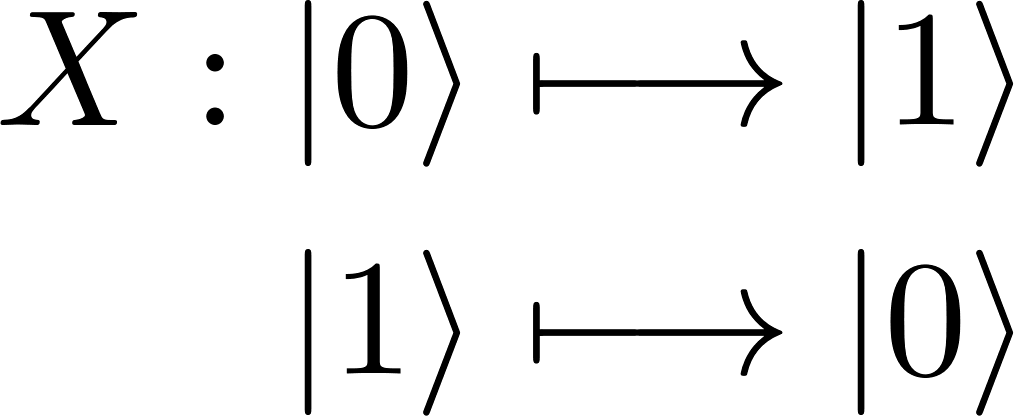 X : |0⟩ ⟼ |1⟩
|1⟩ ⟼ |0⟩